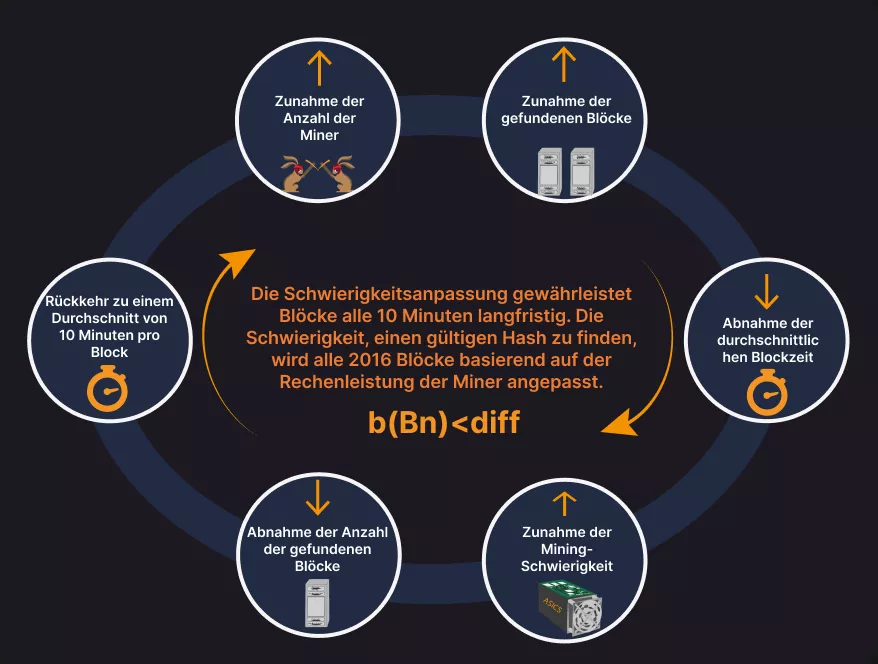 Zunahme der
Anzahl der
Miner
Zunahme der
gefundenen Blöcke
Rückkehr zu einem
Durchschnitt von
10 Minuten pro
Block
Die Schwierigkeitsanpassung gewährleistet
Blöcke alle 10 Minuten langfristig. Die
Schwierigkeit, einen gültigen Hash zu finden,
wird alle 2016 Blöcke basierend auf der
Rechenleistung der Miner angepasst.
b(Bn)<diff
Abnahme der
durchschnittlic
hen Blockzeit
Abnahme der Anzahl
der gefundenen
Blöcke
Zunahme der
Mining-
Schwierigkeit
ASICS